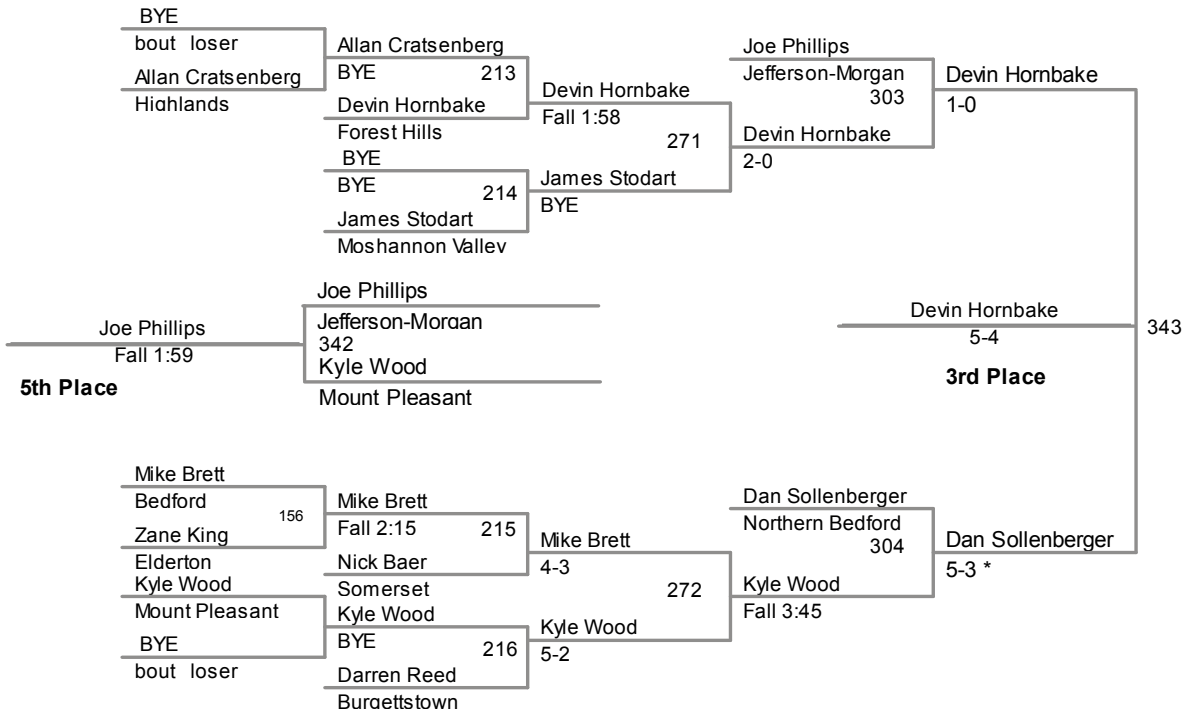 BYE
bout loser
Allan Cratsenberg
Highlands
Allan Cratsenberg
BYE
213
Devin Hornbake
Forest Hills
BYE
BYE
214
James Stodart
Moshannon Valley
Devin Hornbake
Fall 1:58
271
James Stodart
BYE
Joe Phillips
Jefferson-Morgan
303
Devin Hornbake
2-0
Devin Hornbake
1-0
Joe Phillips
Fall 1:59
5th Place
Joe Phillips
Jefferson-Morgan
342
Kyle Wood
Mount Pleasant
Devin Hornbake
5-4
3rd Place
343
Mike Brett
Bedford
156
Zane King
Elderton
Kyle Wood
Mount Pleasant
BYE
bout loser
Mike Brett
Fall 2:15
215
Nick Baer
Somerset
Kyle Wood
BYE
216
Darren Reed
Burgettstown
Mike Brett
4-3
272
Kyle Wood
5-2
Dan Sollenberger
Northern Bedford
304
Kyle Wood
Fall 3:45
Dan Sollenberger
5-3 *